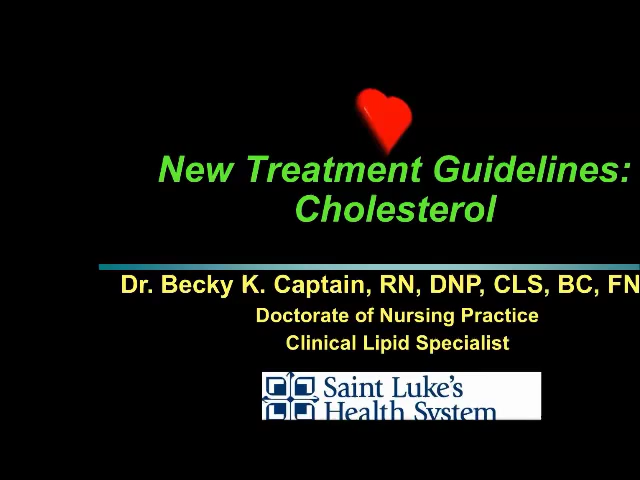 New Treatment Guidelines:
Cholesterol
Dr. Becky K. Captain, RN, DNP, CLS, BC, FN
Doctorate of Nursing Practice
Clinical Lipid Specialist
Saint Luke's
Health System